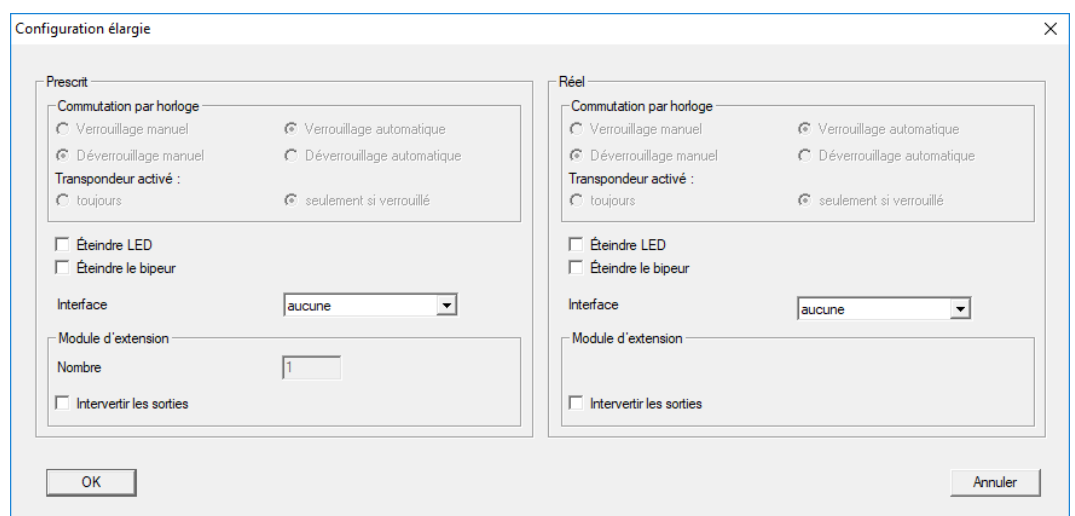 Configuration élargie
Prescrit
Commutation par horloge
Verrouillage manuel
Verrouillage automatique
Déverrouillage manuel
Déverrouillage automatique
Transpondeur activé :
toujours
seulement si verrouillé
Éteindre LED
Éteindre le bipeur
Interface
aucune
Module d'extension
Nombre
1
Intervertir les sorties
Réel
Commutation par horloge
Verrouillage manuel
Verrouillage automatique
Déverrouillage manuel
Déverrouillage automatique
Transpondeur activé :
toujours
seulement si verrouillé
Éteindre LED
Éteindre le bipeur
Interface
aucune
Module d'extension
Intervertir les sorties
OK
Annuler